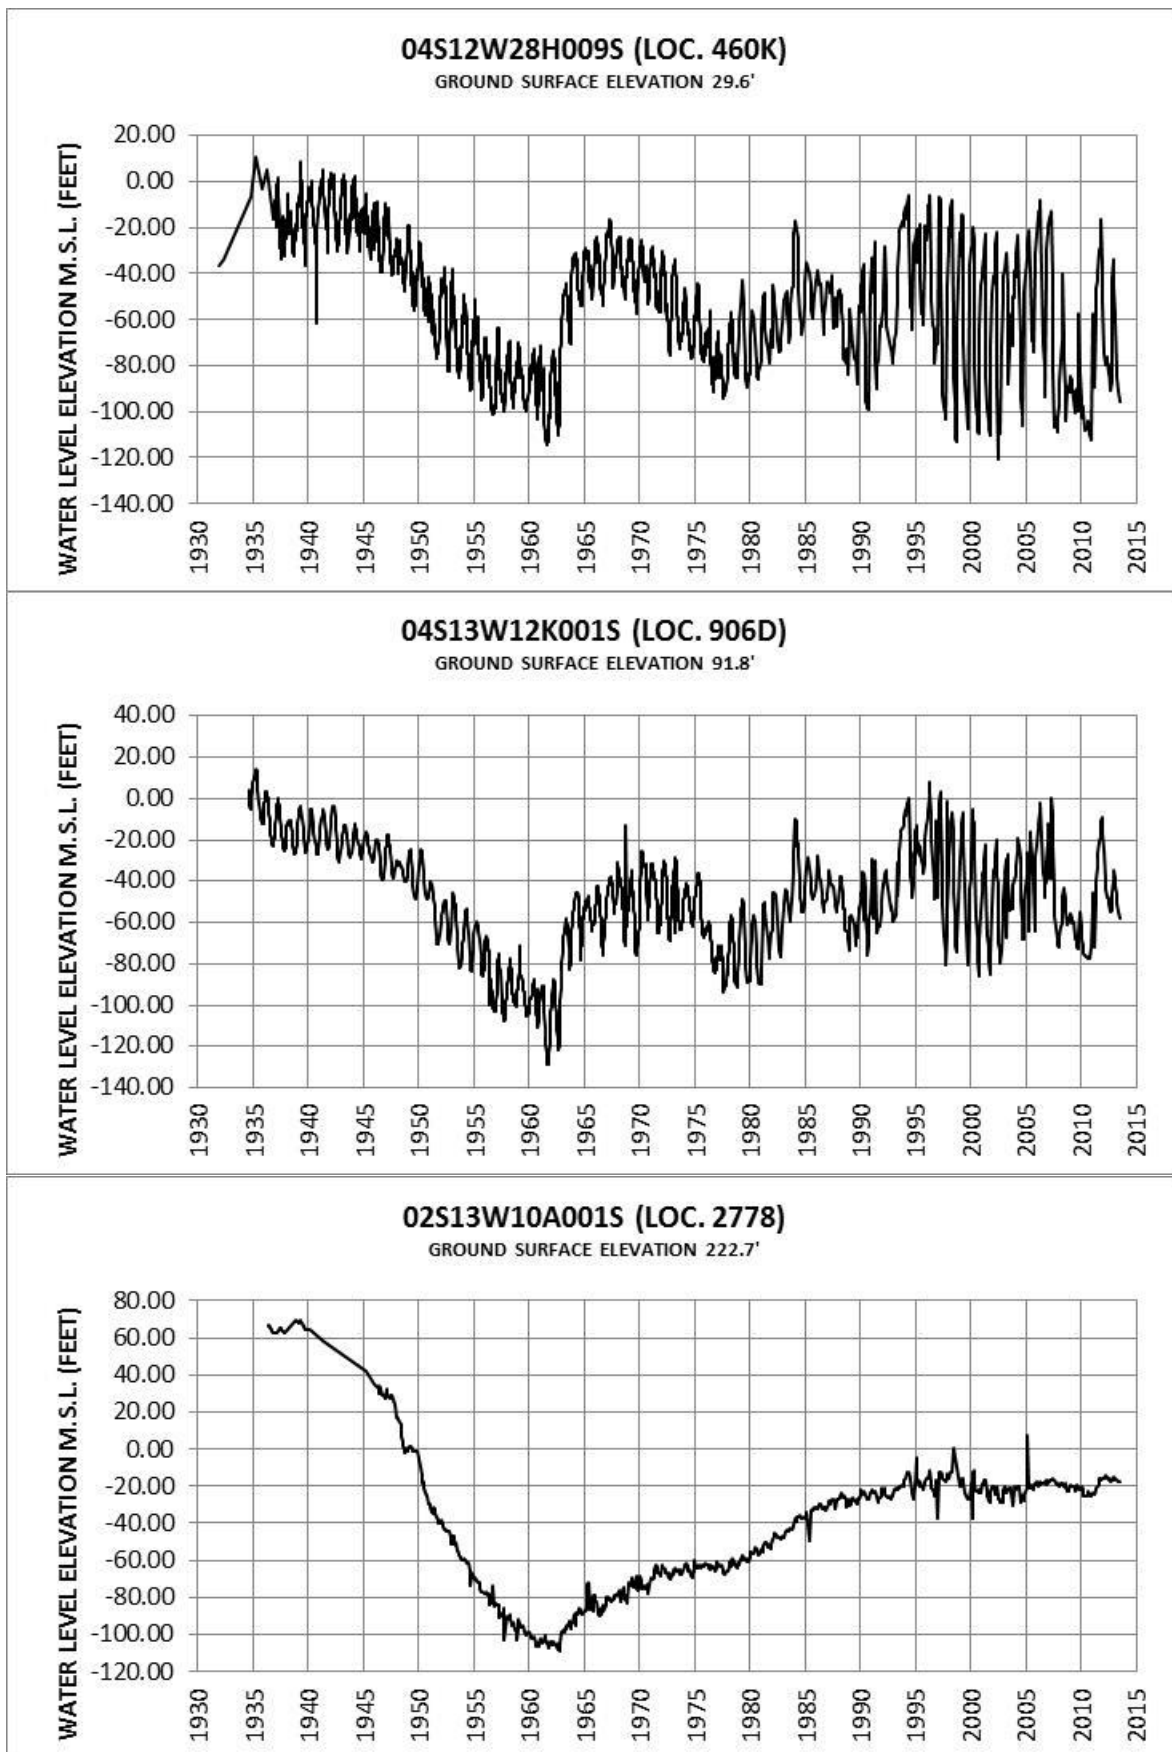 04S12W28H009S (LOC. 460K)
GROUND SURFACE ELEVATION 29.6'
WATER LEVEL ELEVATION M.S.L. (FEET)
20.00
0.00
-20.00
-40.00
-60.00
-80.00
-100.00
-120.00
-140.00
1930 1935 1940 1945 1950 1955 1960 1965 1970 1975 1980 1985 1990 1995 2000 2005 2010 2015
04S13W12K001S (LOC. 906D)
GROUND SURFACE ELEVATION 91.8'
WATER LEVEL ELEVATION M.S.L. (FEET)
40.00
20.00
0.00
-20.00
-40.00
-60.00
-80.00
-100.00
-120.00
-140.00
1930 1935 1940 1945 1950 1955 1960 1965 1970 1975 1980 1985 1990 1995 2000 2005 2010 2015
02S13W10A001S (LOC. 2778)
GROUND SURFACE ELEVATION 222.7'
WATER LEVEL ELEVATION M.S.L. (FEET)
80.00
60.00
40.00
20.00
0.00
-20.00
-40.00
-60.00
-80.00
-100.00
-120.00
1930 1935 1940 1945 1950 1955 1960 1965 1970 1975 1980 1985 1990 1995 2000 2005 2010 2015